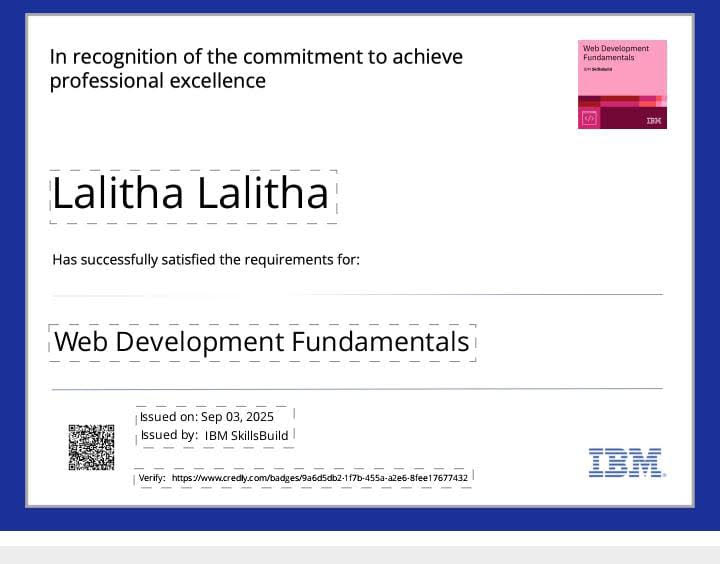 In recognition of the commitment to achieve
professional excellence
Web Development
Fundamentals
IBM SkillsBuild
</>
IBM
Lalitha Lalitha
Has successfully satisfied the requirements for:
Web Development Fundamentals
Issued on: Sep 03, 2025
Issued by: IBM SkillsBuild
Verify: https://www.credly.com/badges/9a6d5db2-1f7b-455a-a2e6-8fee17677432
IBM